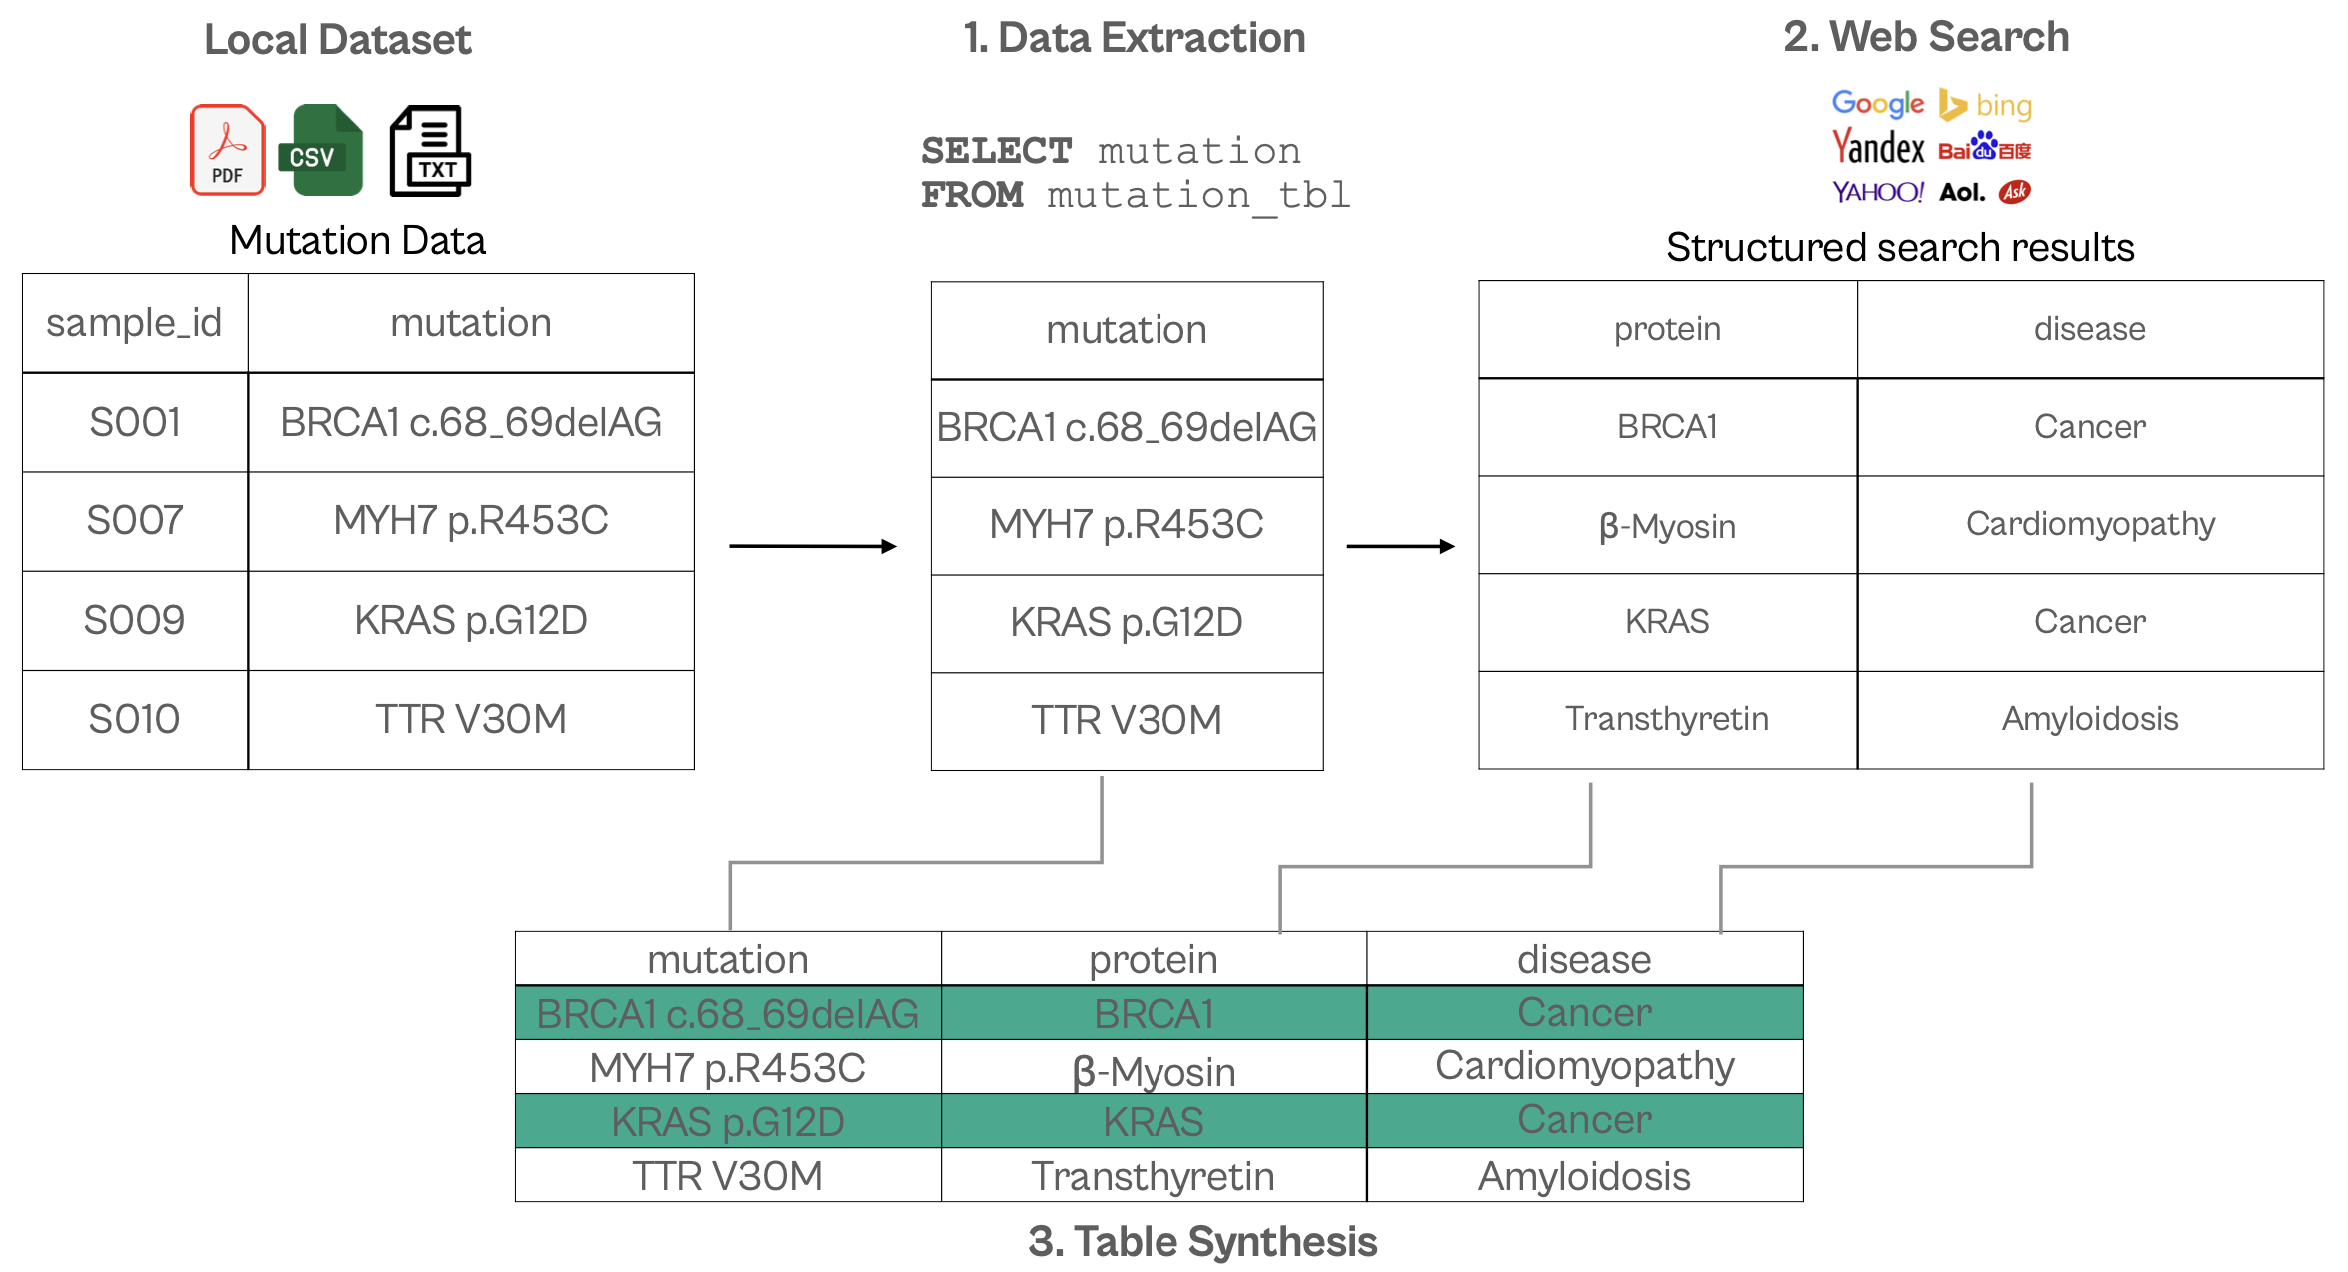 Local Dataset
PDF CSV TXT
Mutation Data
sample_id mutation
S001 BRCA1 c.68_69delAG
S007 MYH7 p.R453C
S009 KRAS p.G12D
S010 TTR V30M
1. Data Extraction
SELECT mutation
FROM mutation_tbl
mutation
BRCA1 c.68_69delAG
MYH7 p.R453C
KRAS p.G12D
TTR V30M
2. Web Search
Google bing
Yandex Bai du 百度
YAHOO! Aol. Ask
Structured search results
protein disease
BRCA1 Cancer
β-Myosin Cardiomyopathy
KRAS Cancer
Transthyretin Amyloidosis
mutation protein disease
BRCA1 c.68_69delAG BRCA1 Cancer
MYH7 p.R453C β-Myosin Cardiomyopathy
KRAS p.G12D KRAS Cancer
TTR V30M Transthyretin Amyloidosis
3. Table Synthesis